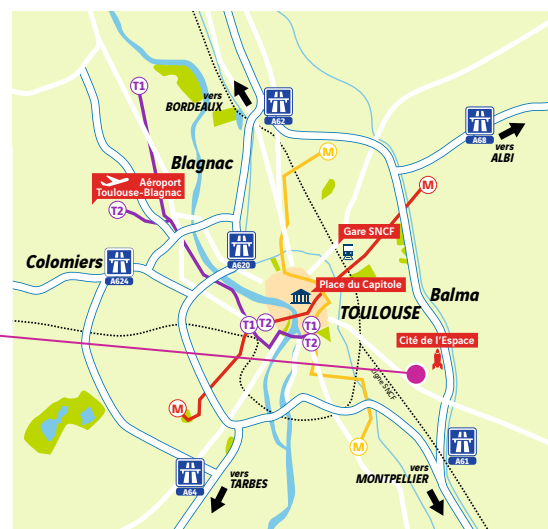 T1
vers
BORDEAUX
A62
A68
vers
ALBI
M
Blagnac
M
Aéroport
Toulouse-Blagnac
T2
Gare SNCF
Colomiers
A624
A620
Place du Capitole
Balma
TOULOUSE
T1
T2
T1
T2
Cité de l'Espace
Ligne SNCF
M
M
A64
vers
TARBES
vers
MONTPELLIER
A61